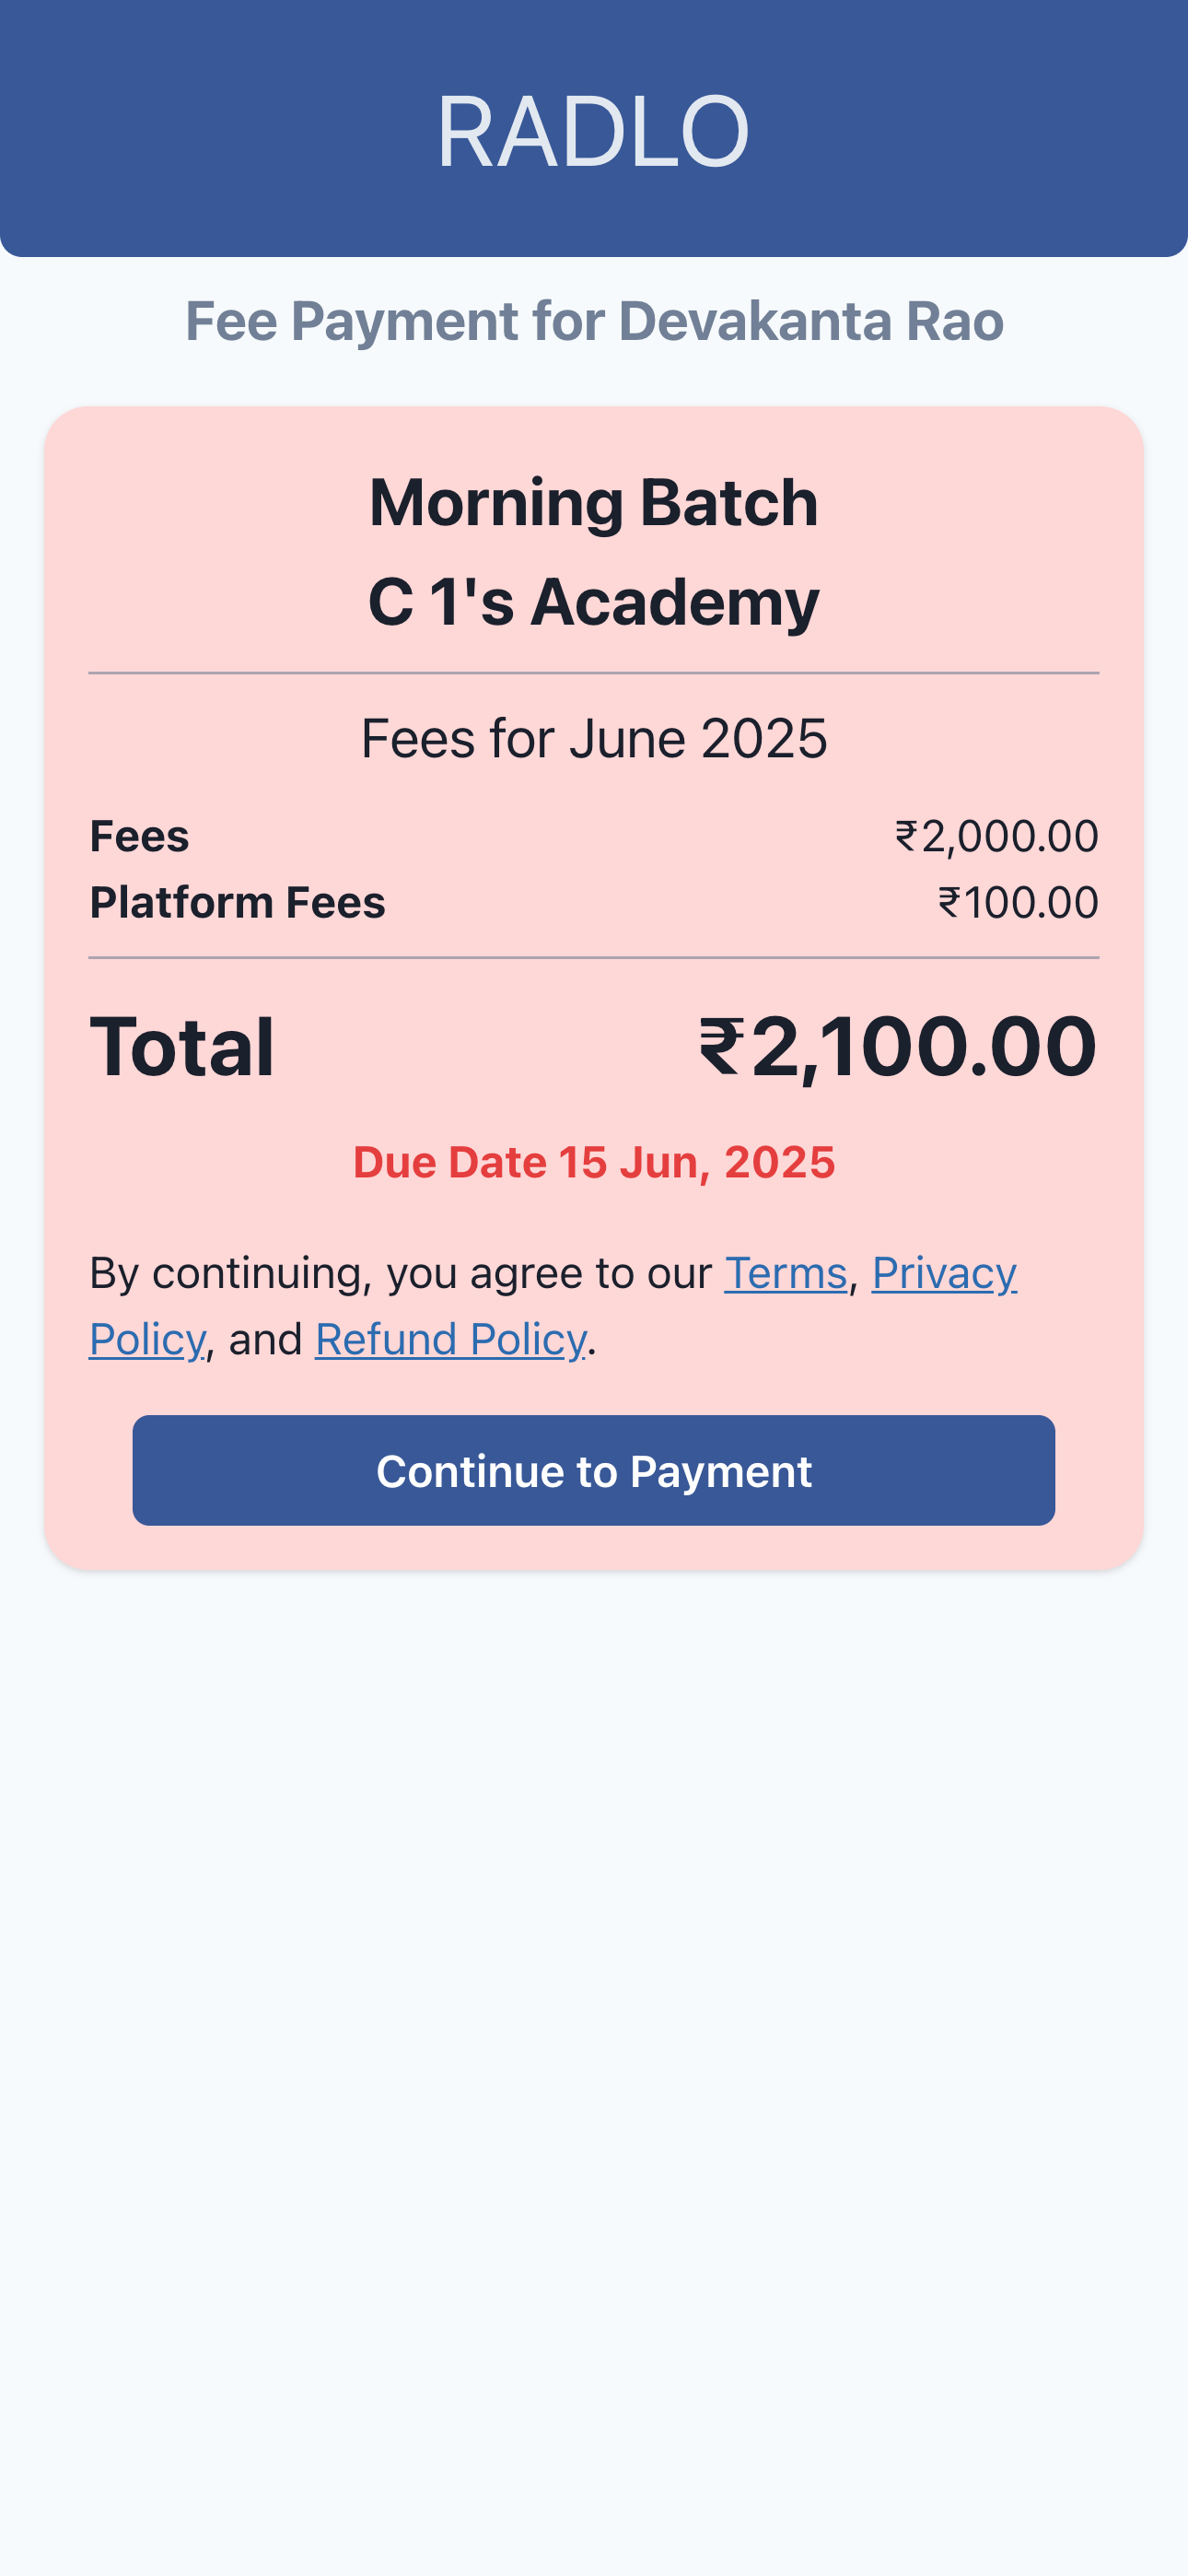 RADLO
Fee Payment for Devakanta Rao
Morning Batch
C 1's Academy
Fees for June 2025
Fees ₹2,000.00
Platform Fees ₹100.00
Total ₹2,100.00
Due Date 15 Jun, 2025
By continuing, you agree to our Terms, Privacy
Policy, and Refund Policy.
Continue to Payment